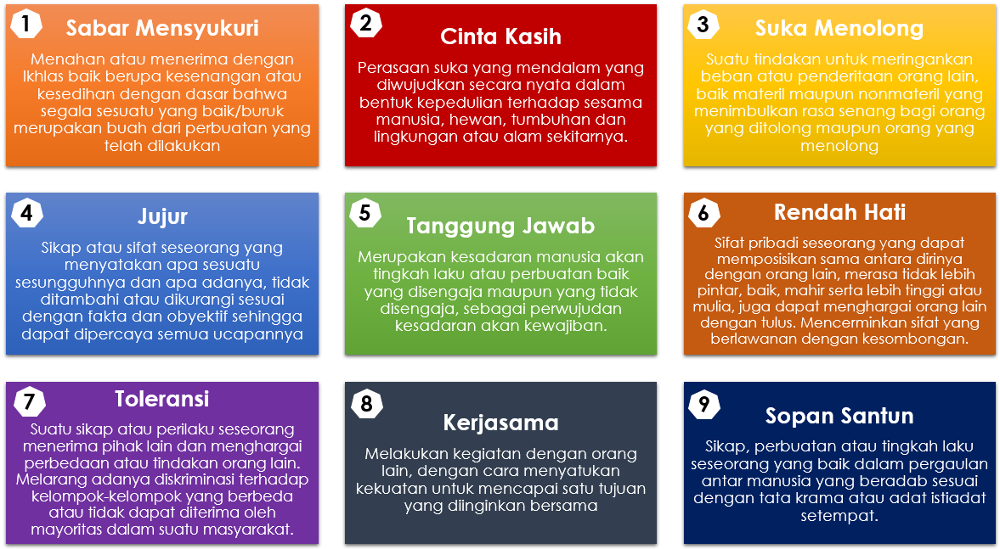 1
Sabar Mensyukuri
Menahan atau menerima dengan
Ikhlas baik berupa kesenangan atau
kesedihan dengan dasar bahwa
segala sesuatu yang baik/buruk
merupakan buah dari perbuatan yang
telah dilakukan
2
Cinta Kasih
Perasaan suka yang mendalam yang
diwujudkan secara nyata dalam
bentuk kepedulian terhadap sesama
manusia, hewan, tumbuhan dan
lingkungan atau alam sekitarnya.
3
Suka Menolong
Suatu tindakan untuk meringankan
beban atau penderitaan orang lain,
baik materil maupun nonmateril yang
menimbulkan rasa senang bagi orang
yang ditolong maupun orang yang
menolong
4
Jujur
Sikap atau sifat seseorang yang
menyatakan apa sesuatu
sesungguhnya dan apa adanya, tidak
ditambahi atau dikurangi sesuai
dengan fakta dan obyektif sehingga
dapat dipercaya semua ucapannya
5
Tanggung Jawab
Merupakan kesadaran manusia akan
tingkah laku atau perbuatan baik
yang disengaja maupun yang tidak
disengaja, sebagai perwujudan
kesadaran akan kewajiban.
6
Rendah Hati
Sifat pribadi seseorang yang dapat
memposisikan sama antara dirinya
dengan orang lain, merasa tidak lebih
pintar, baik, mahir serta lebih tinggi atau
mulia, juga dapat menghargai orang lain
dengan tulus. Mencerminkan sifat yang
berlawanan dengan kesombongan.
7
Toleransi
Suatu sikap atau perilaku seseorang
menerima pihak lain dan menghargai
perbedaan atau tindakan orang lain.
Melarang adanya diskriminasi terhadap
kelompok-kelompok yang berbeda
atau tidak dapat diterima oleh
mayoritas dalam suatu masyarakat.
8
Kerjasama
Melakukan kegiatan dengan orang
lain, dengan cara menyatukan
kekuatan untuk mencapai satu tujuan
yang diinginkan bersama
9
Sopan Santun
Sikap, perbuatan atau tingkah laku
seseorang yang baik dalam pergaulan
antar manusia yang beradab sesuai
dengan tata krama atau adat istiadat
setempat.